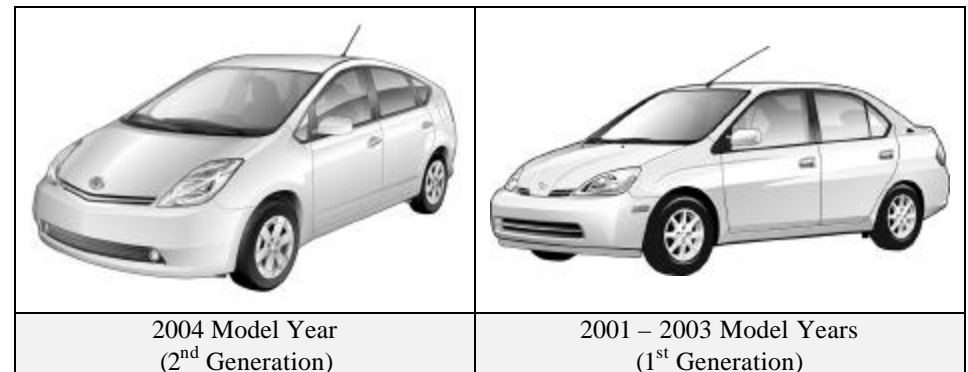 2004 Model Year
(2nd Generation)
2001 – 2003 Model Years
(1st Generation)